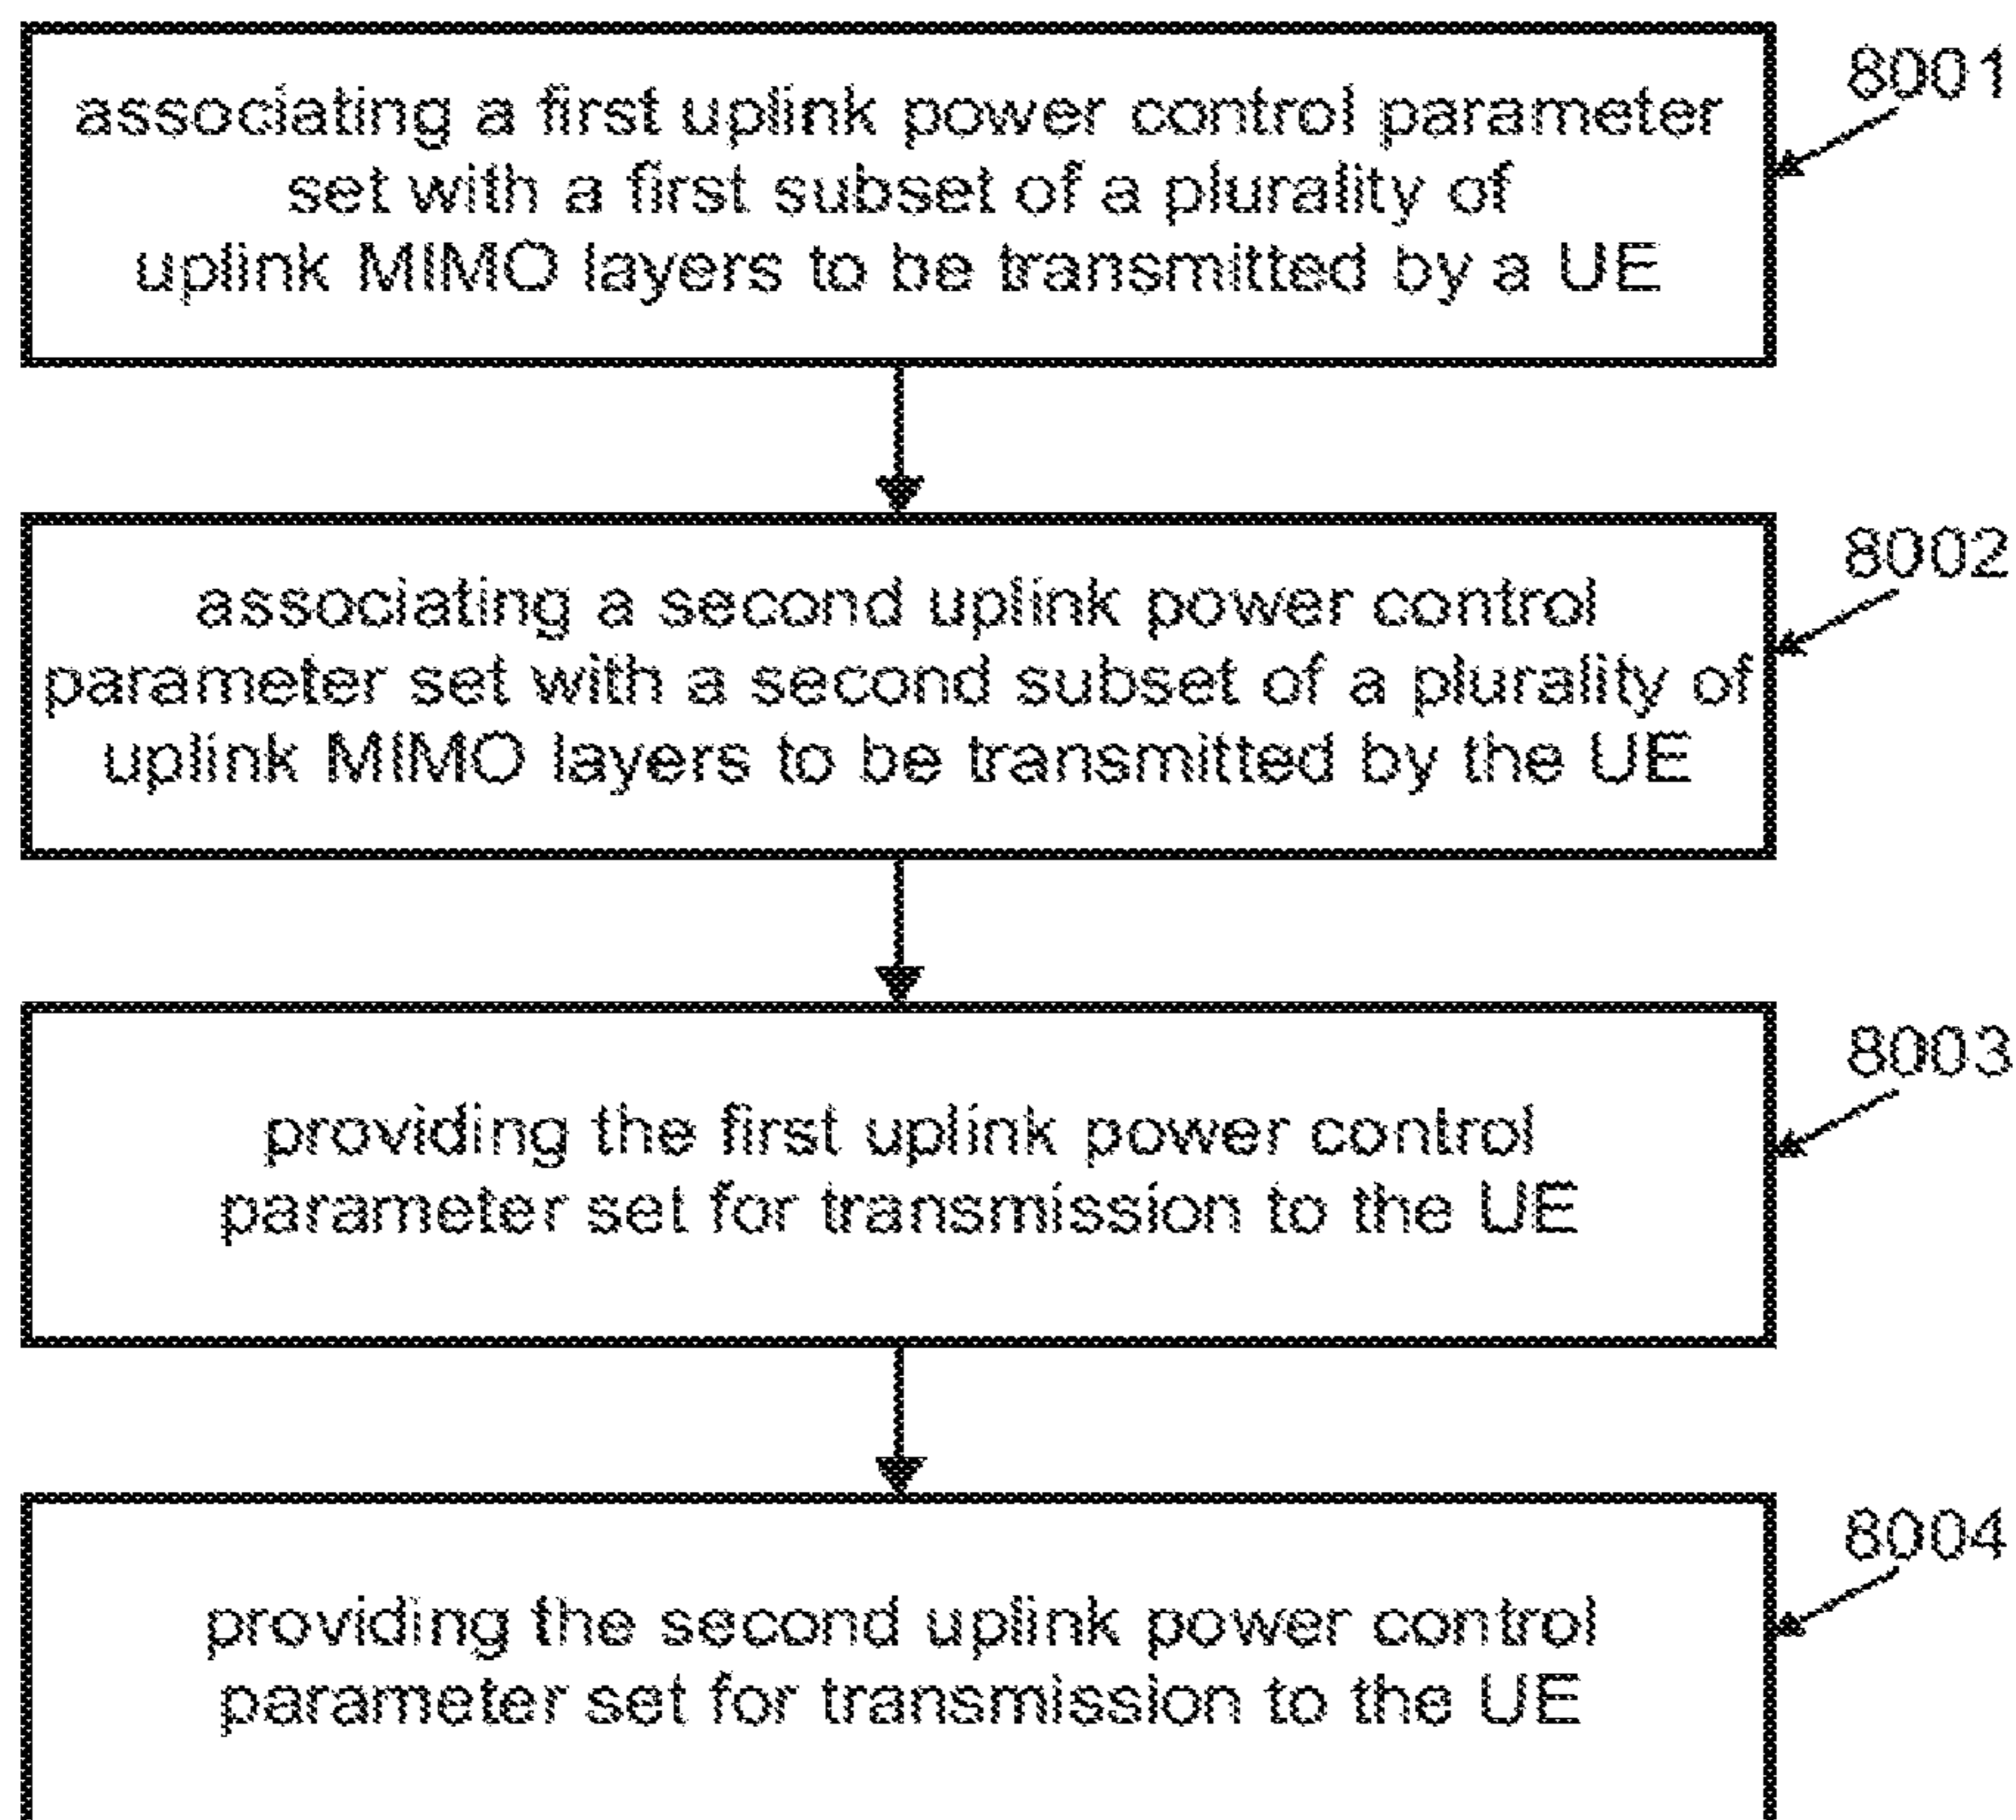 associating a first uplink power control parameter
set with a first subset of a plurality of
uplink MIMO layers to be transmitted by a UE
8001
associating a second uplink power control
parameter set with a second subset of a plurality of
uplink MIMO layers to be transmitted by the UE
8002
providing the first uplink power control
parameter set for transmission to the UE
8003
providing the second uplink power control
parameter set for transmission to the UE
8004